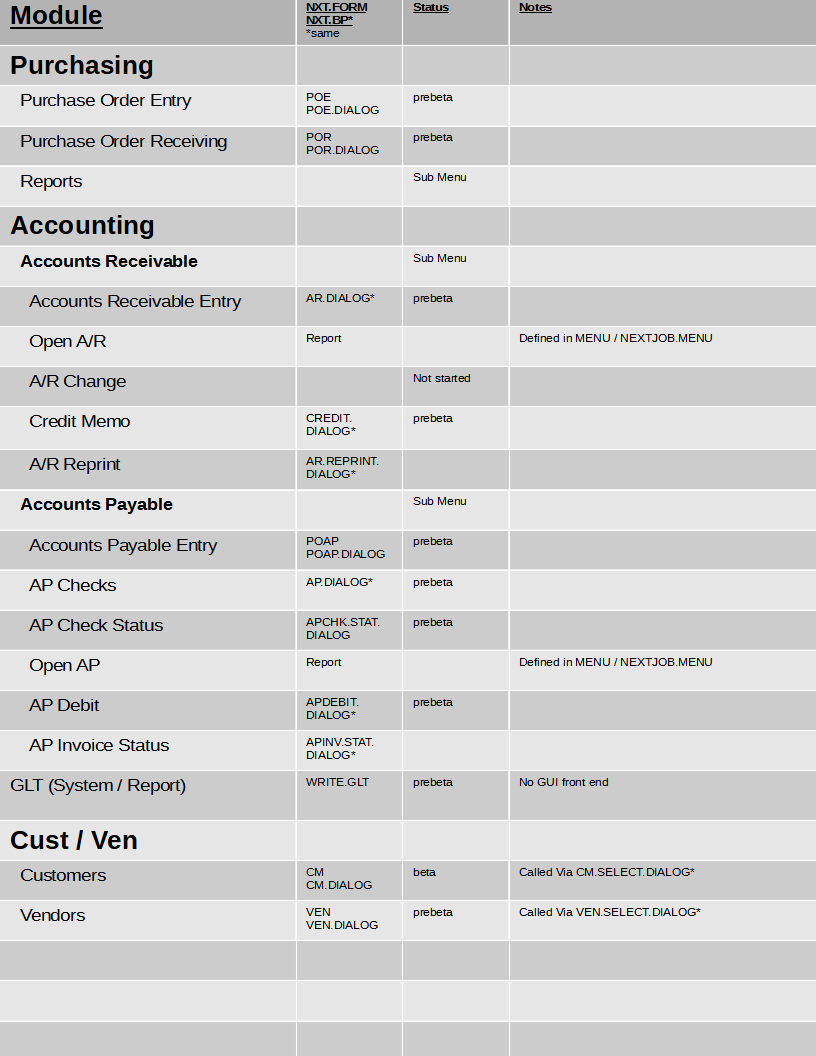 Module
NXT.FORM
NXT.BP*
*same
Status
Notes
Purchasing
Purchase Order Entry
POE
POE.DIALOG
prebeta
Purchase Order Receiving
POR
POR.DIALOG
prebeta
Reports
Sub Menu
Accounting
Accounts Receivable
Sub Menu
Accounts Receivable Entry
AR.DIALOG*
prebeta
Open A/R
Report
Defined in MENU / NEXTJOB.MENU
A/R Change
Not started
Credit Memo
CREDIT.
DIALOG*
prebeta
A/R Reprint
AR.REPRINT.
DIALOG*
Accounts Payable
Sub Menu
Accounts Payable Entry
POAP
POAP.DIALOG
prebeta
AP Checks
AP.DIALOG*
prebeta
AP Check Status
APCHK.STAT.
DIALOG
prebeta
Open AP
Report
Defined in MENU / NEXTJOB.MENU
AP Debit
APDEBIT.
DIALOG*
prebeta
AP Invoice Status
APINV.STAT.
DIALOG*
GLT (System / Report)
WRITE.GLT
prebeta
No GUI front end
Cust / Ven
Customers
CM
CM.DIALOG
beta
Called Via CM.SELECT.DIALOG*
Vendors
VEN
VEN.DIALOG
prebeta
Called Via VEN.SELECT.DIALOG*